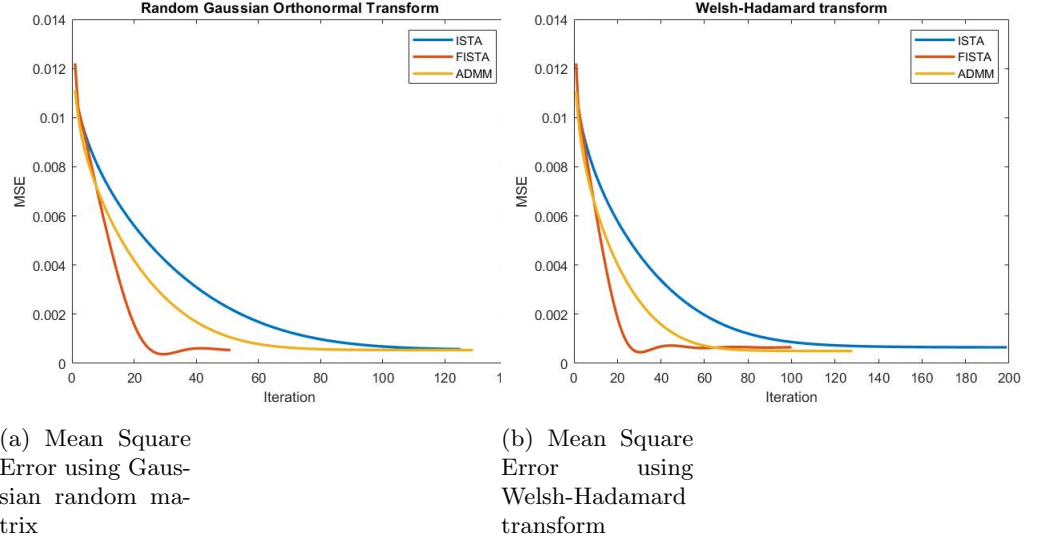 Random Gaussian Orthonormal Transform
0.014
0.012
0.01
0.008
0.006
0.004
0.002
0
MSE
ISTA
FISTA
ADMM
0 20 40 60 80 100 120 1
Iteration
(a) Mean Square
Error using Gaus-
sian random ma-
trix
Welsh-Hadamard transform
0.014
0.012
0.01
0.008
0.006
0.004
0.002
0
MSE
ISTA
FISTA
ADMM
0 20 40 60 80 100 120 140 160 180 200
Iteration
(b) Mean Square
Error using
Welsh-Hadamard
transform